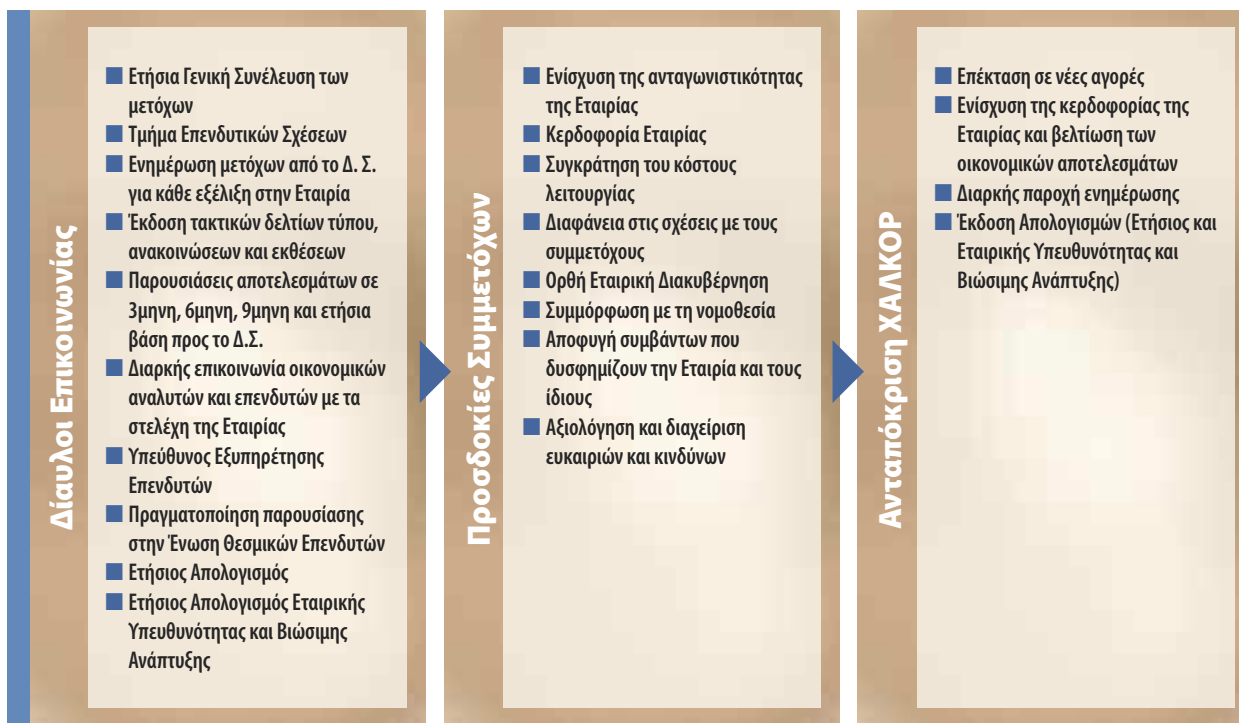 Δίαυλοι Επικοινωνίας
Ετήσια Γενική Συνέλευση των
μετόχων
Τμήμα Επενδυτικών Σχέσεων
Ενημέρωση μετόχων από το Δ. Σ.
για κάθε εξέλιξη στην Εταιρία
Έκδοση τακτικών δελτίων τύπου,
ανακοινώσεων και εκθέσεων
Παρουσιάσεις αποτελεσμάτων σε
3μηνη, 6μηνη, 9μηνη και ετήσια
βάση προς το Δ.Σ.
Διαρκής επικοινωνία οικονομικών
αναλυτών και επενδυτών με τα
στελέχη της Εταιρίας
Υπεύθυνος Εξυπηρέτησης
Επενδυτών
Πραγματοποίηση παρουσίασης
στην Ένωση Θεσμικών Επενδυτών
Ετήσιος Απολογισμός
Ετήσιος Απολογισμός Εταιρικής
Υπευθυνότητας και Βιώσιμης
Ανάπτυξης
Προσδοκίες Συμμετόχων
Ενίσχυση της ανταγωνιστικότητας
της Εταιρίας
Κερδοφορία Εταιρίας
Συγκράτηση του κόστους
λειτουργίας
Διαφάνεια στις σχέσεις με τους
συμμετόχους
Ορθή Εταιρική Διακυβέρνηση
Συμμόρφωση με τη νομοθεσία
Αποφυγή συμβάντων που
δυσφημίζουν την Εταιρία και τους
ίδιους
Αξιολόγηση και διαχείριση
ευκαιριών και κινδύνων
Ανταπόκριση ΧΑΛΚΟΡ
Επέκταση σε νέες αγορές
Ενίσχυση της κερδοφορίας της
Εταιρίας και βελτίωση των
οικονομικών αποτελεσμάτων
Διαρκής παροχή ενημέρωσης
Έκδοση Απολογισμών (Ετήσιος και
Εταιρικής Υπευθυνότητας και
Βιώσιμης Ανάπτυξης)